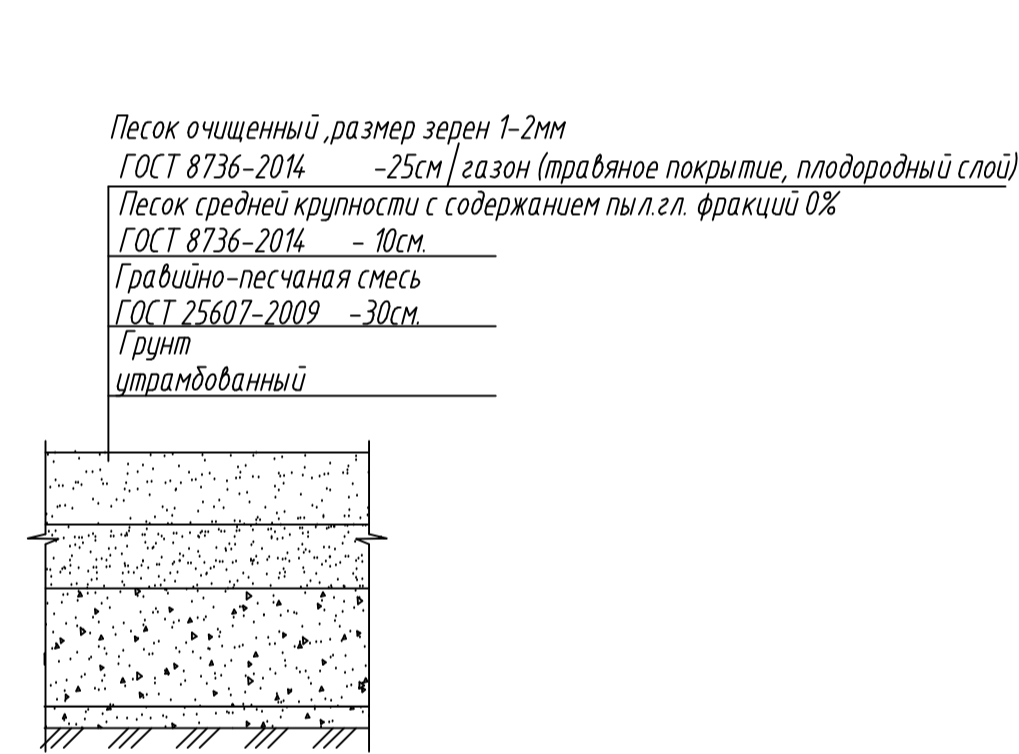 Песок очищенный ,размер зерен 1-2мм
ГОСТ 8736-2014 -25см / газон (травяное покрытие, плодородный слой)
Песок средней крупности с содержанием пыл.гл. фракций 0%
ГОСТ 8736-2014 - 10см.
Гравийно-песчаная смесь
ГОСТ 25607-2009 -30см.
Грунт
утрамбованный